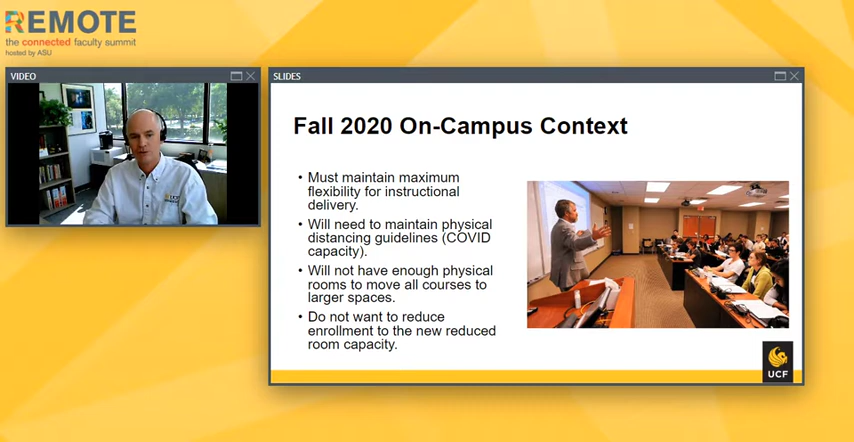 REMOTE
the connected faculty summit
hosted by ASU
VIDEO
SLIDES
Fall 2020 On-Campus Context
• Must maintain maximum
flexibility for instructional
delivery.
• Will need to maintain physical
distancing guidelines (COVID
capacity).
• Will not have enough physical
rooms to move all courses to
larger spaces.
• Do not want to reduce
enrollment to the new reduced
room capacity.
UCF